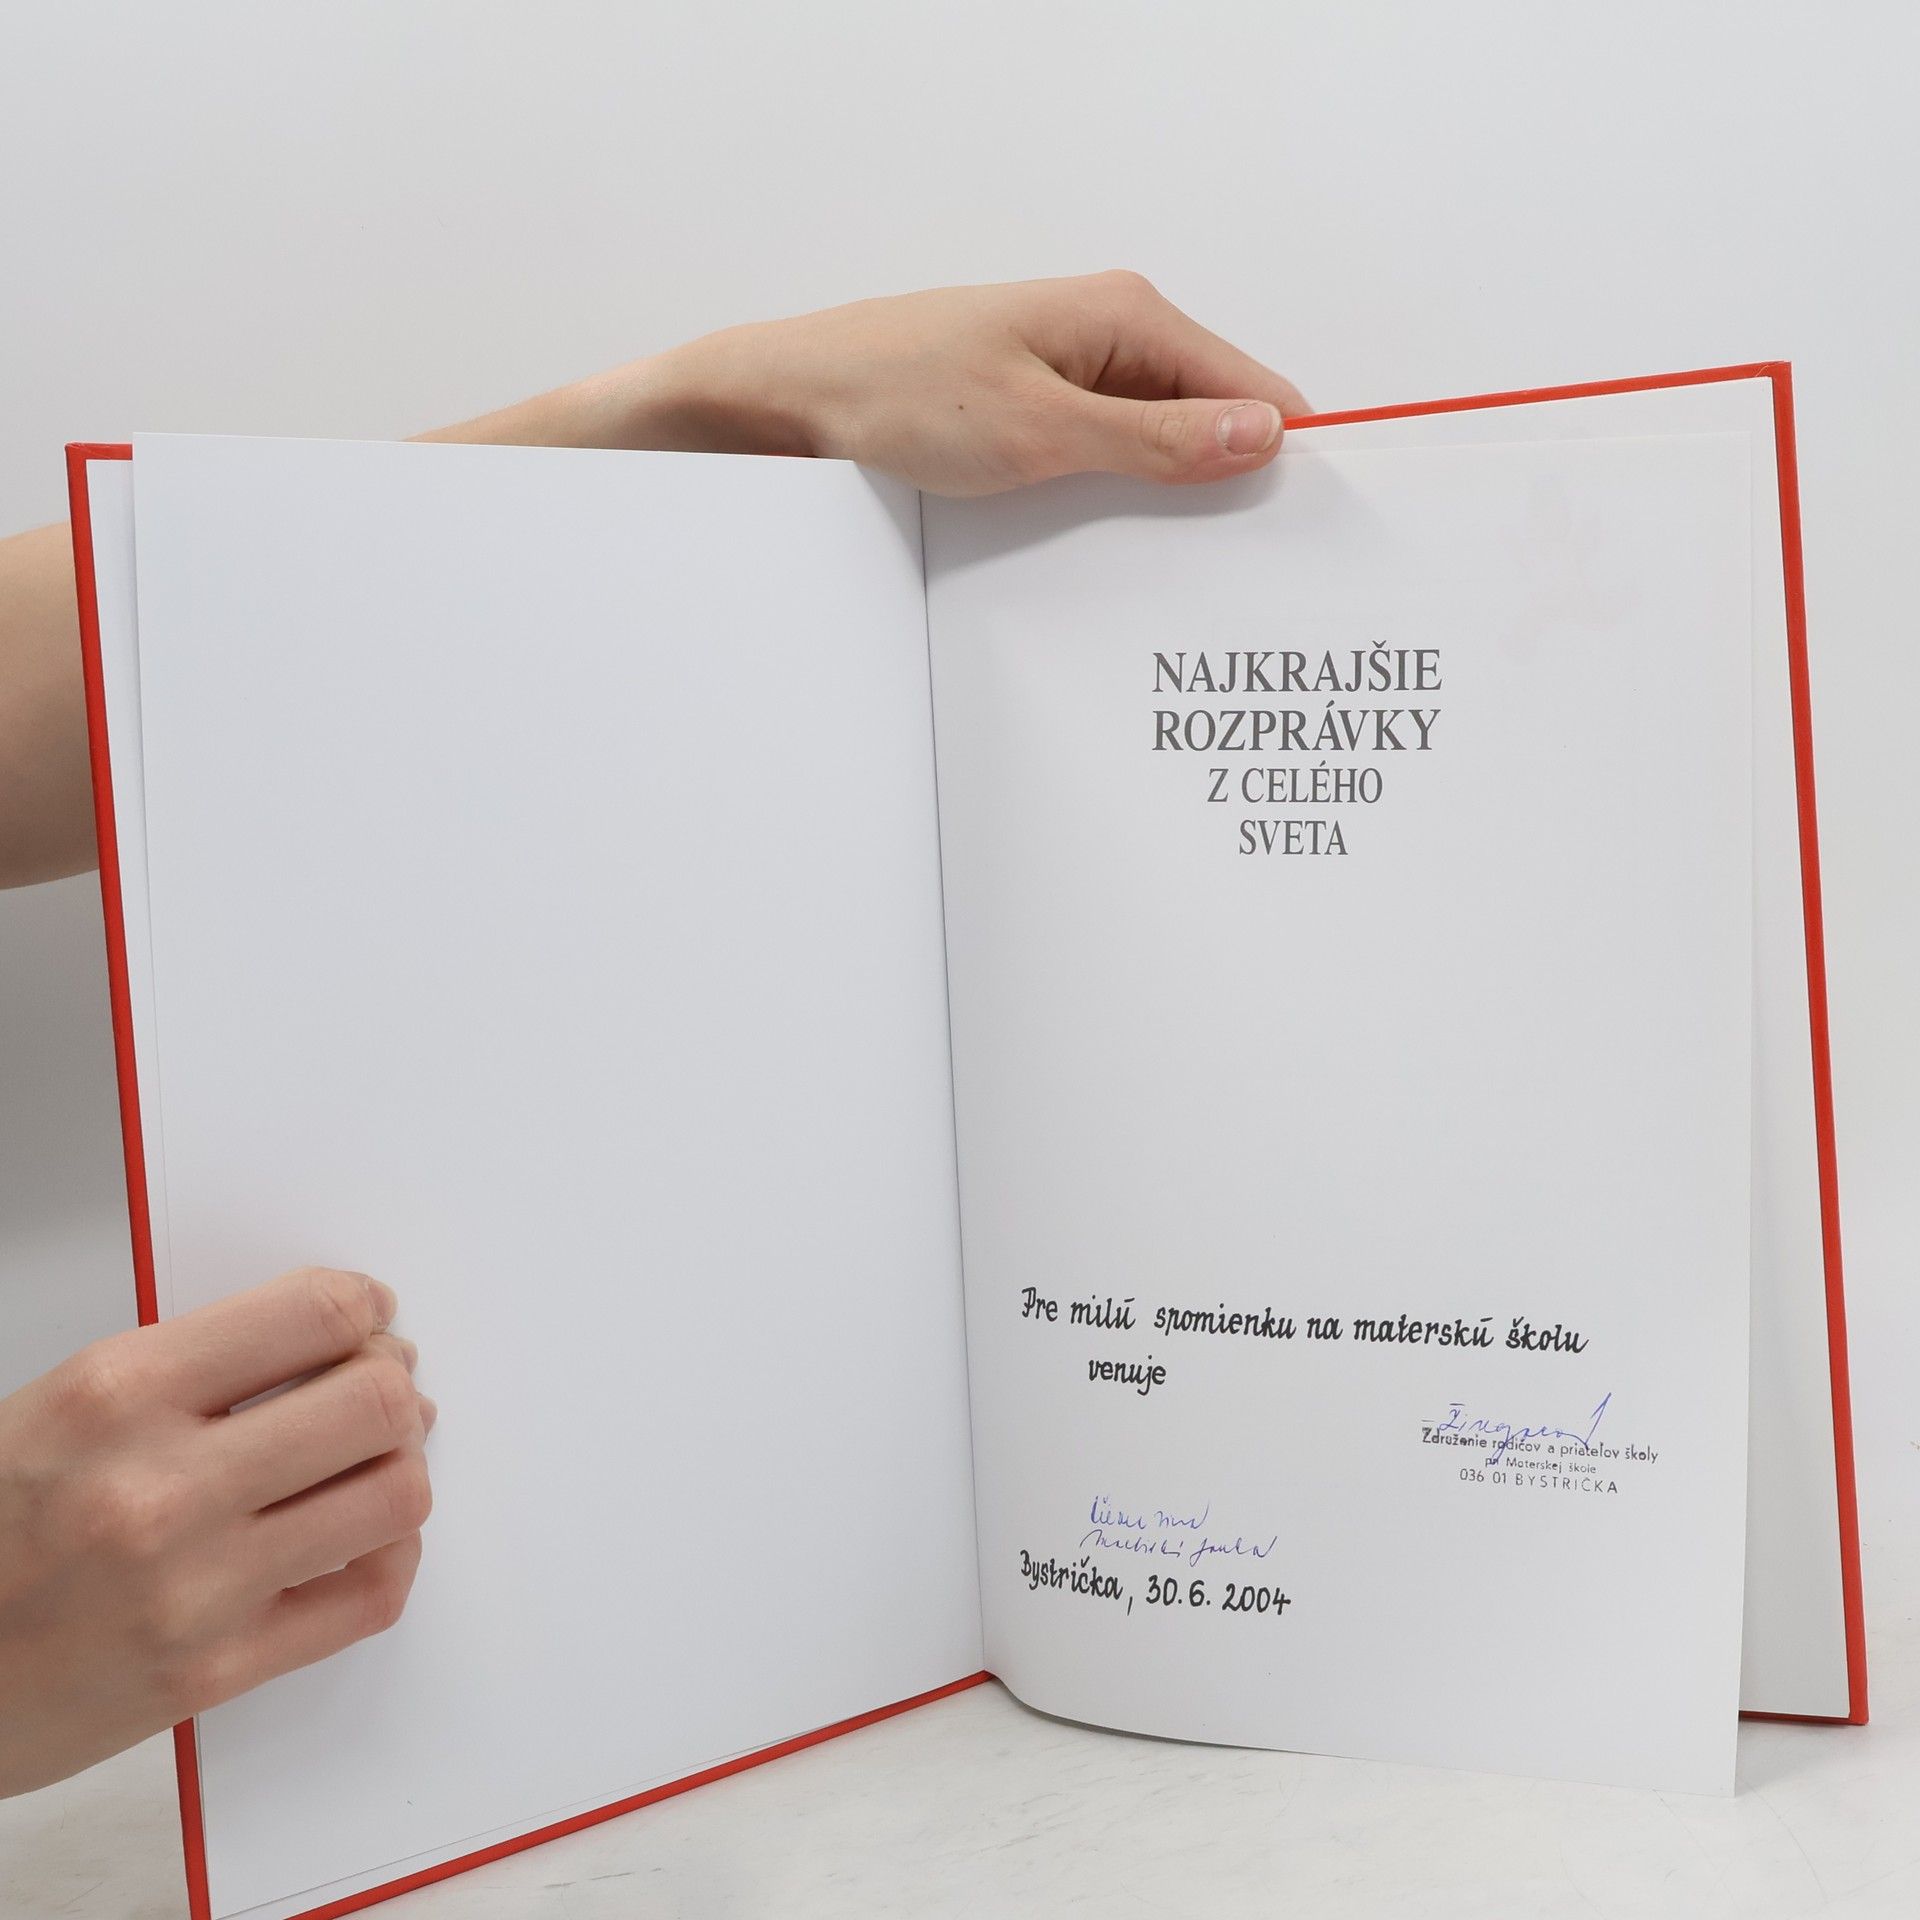 NAJKRAJŠIE
ROZPRÁVKY
Z CELÉHO
SVETA
Pre milú spomienku na materskú školu
venuje
Združenie rodičov a priateľov školy
pri Materskej škole
036 01 BYSTRIČKA
Bystrička, 30.6. 2004